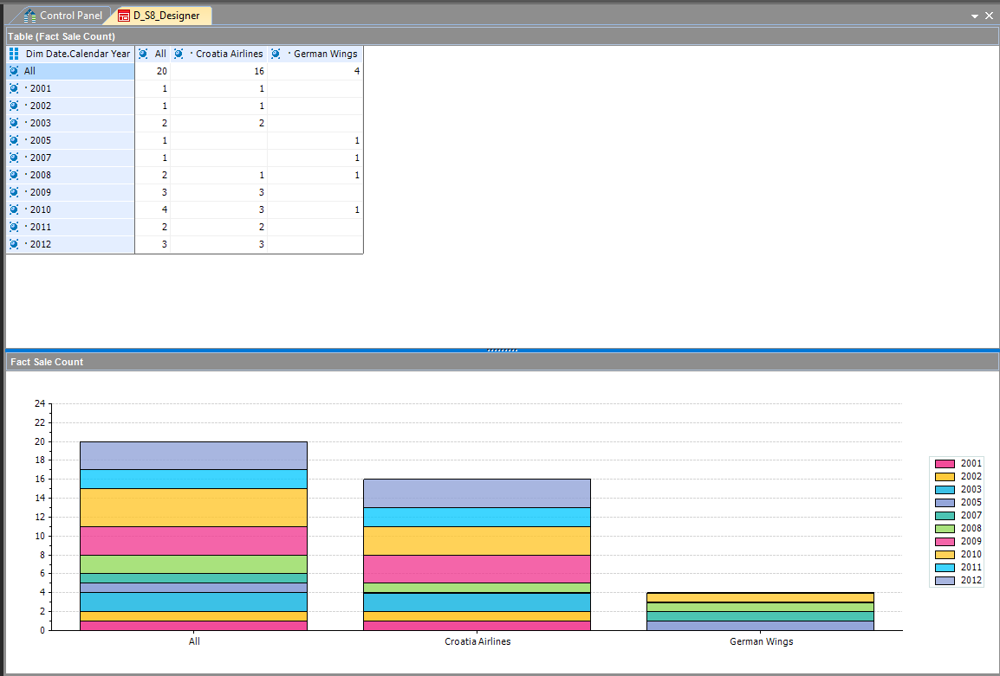 Control Panel D_S8_Designer
Table (Fact Sale Count)
Dim Date.Calendar Year All · Croatia Airlines · German Wings
All 20 16 4
· 2001 1 1
· 2002 1 1
· 2003 2 2
· 2005 1 1
· 2007 1 1
· 2008 2 1 1
· 2009 3 3
· 2010 4 3 1
· 2011 2 2
· 2012 3 3
Fact Sale Count
24
22
20
18
16
14
12
10
8
6
4
2
0
All Croatia Airlines German Wings
2001
2002
2003
2005
2007
2008
2009
2010
2011
2012